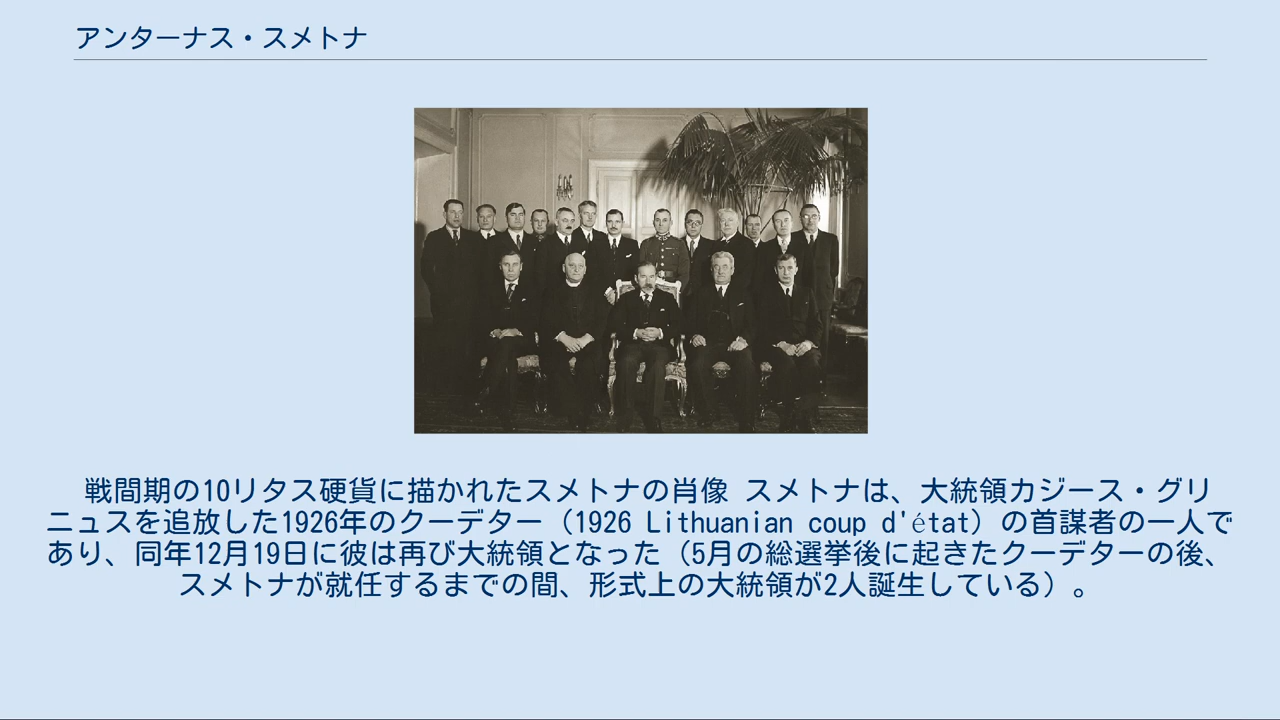 アンターナス・スメトナ
戦間期の10リタス硬貨に描かれたスメトナの肖像 スメトナは、大統領カジース・グリ
ニュスを追放した1926年のクーデター（1926 Lithuanian coup d'état）の首謀者の一人で
あり、同年12月19日に彼は再び大統領となった（5月の総選挙後に起きたクーデターの後、
スメトナが就任するまでの間、形式上の大統領が2人誕生している）。